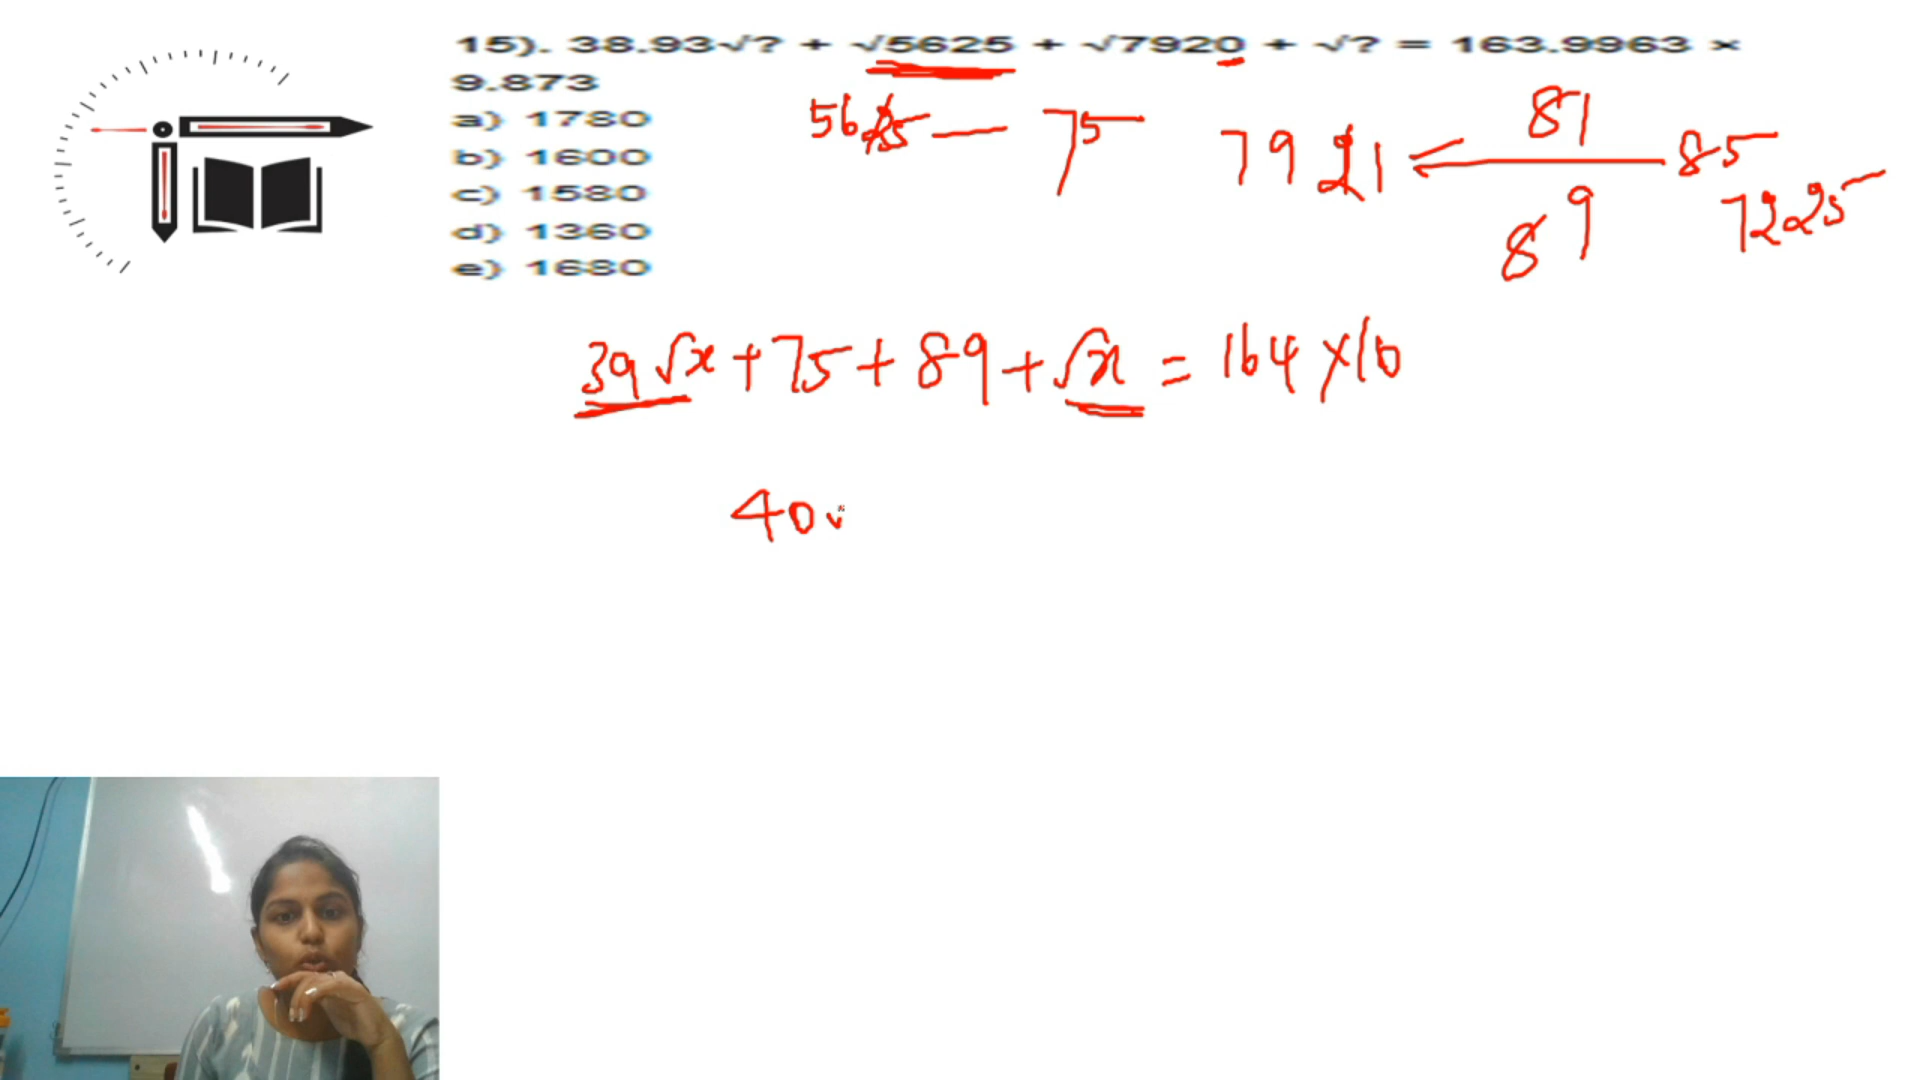 15). 38.93√? + √5625 + √7920 + √? = 163.9963 ×
9.873
a) 1780
b) 1600
c) 1580
d) 1360
e) 1680
75
7921
81
89
85
7225
39√x+75+89+√x = 164×10
40